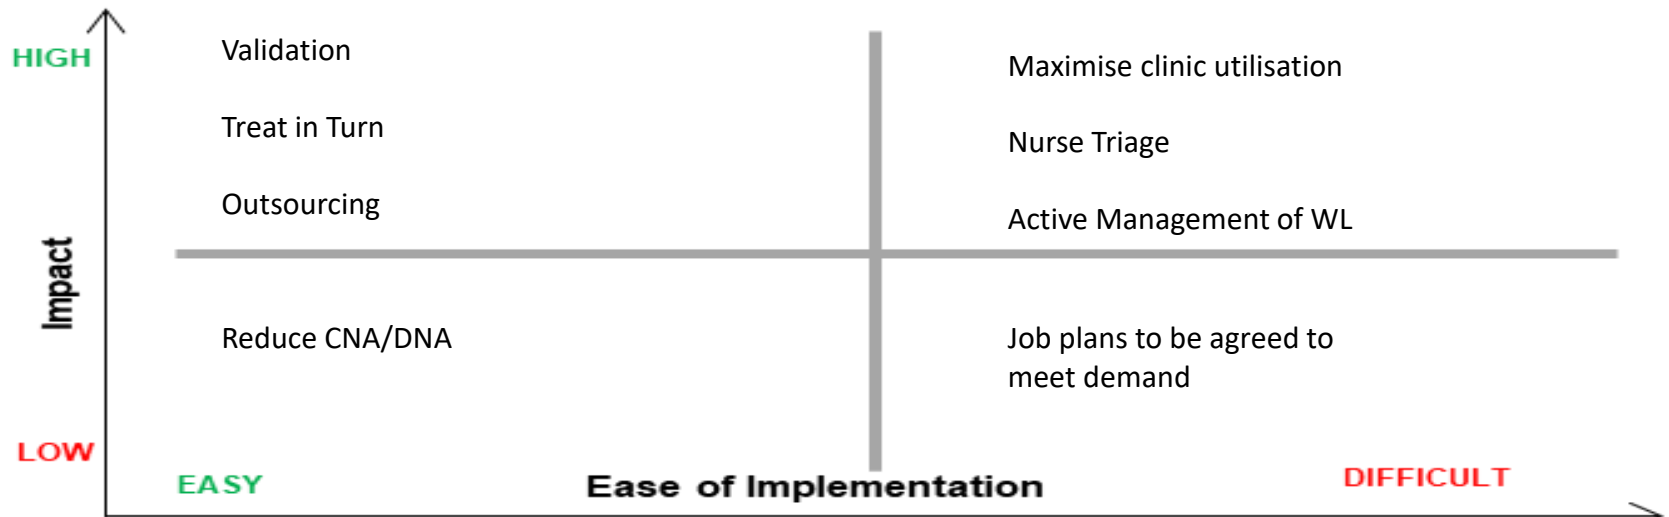 HIGH
Validation
Maximise clinic utilisation
Treat in Turn
Nurse Triage
Outsourcing
Active Management of WL
Impact
Reduce CNA/DNA
Job plans to be agreed to
meet demand
LOW
EASY
Ease of Implementation
DIFFICULT